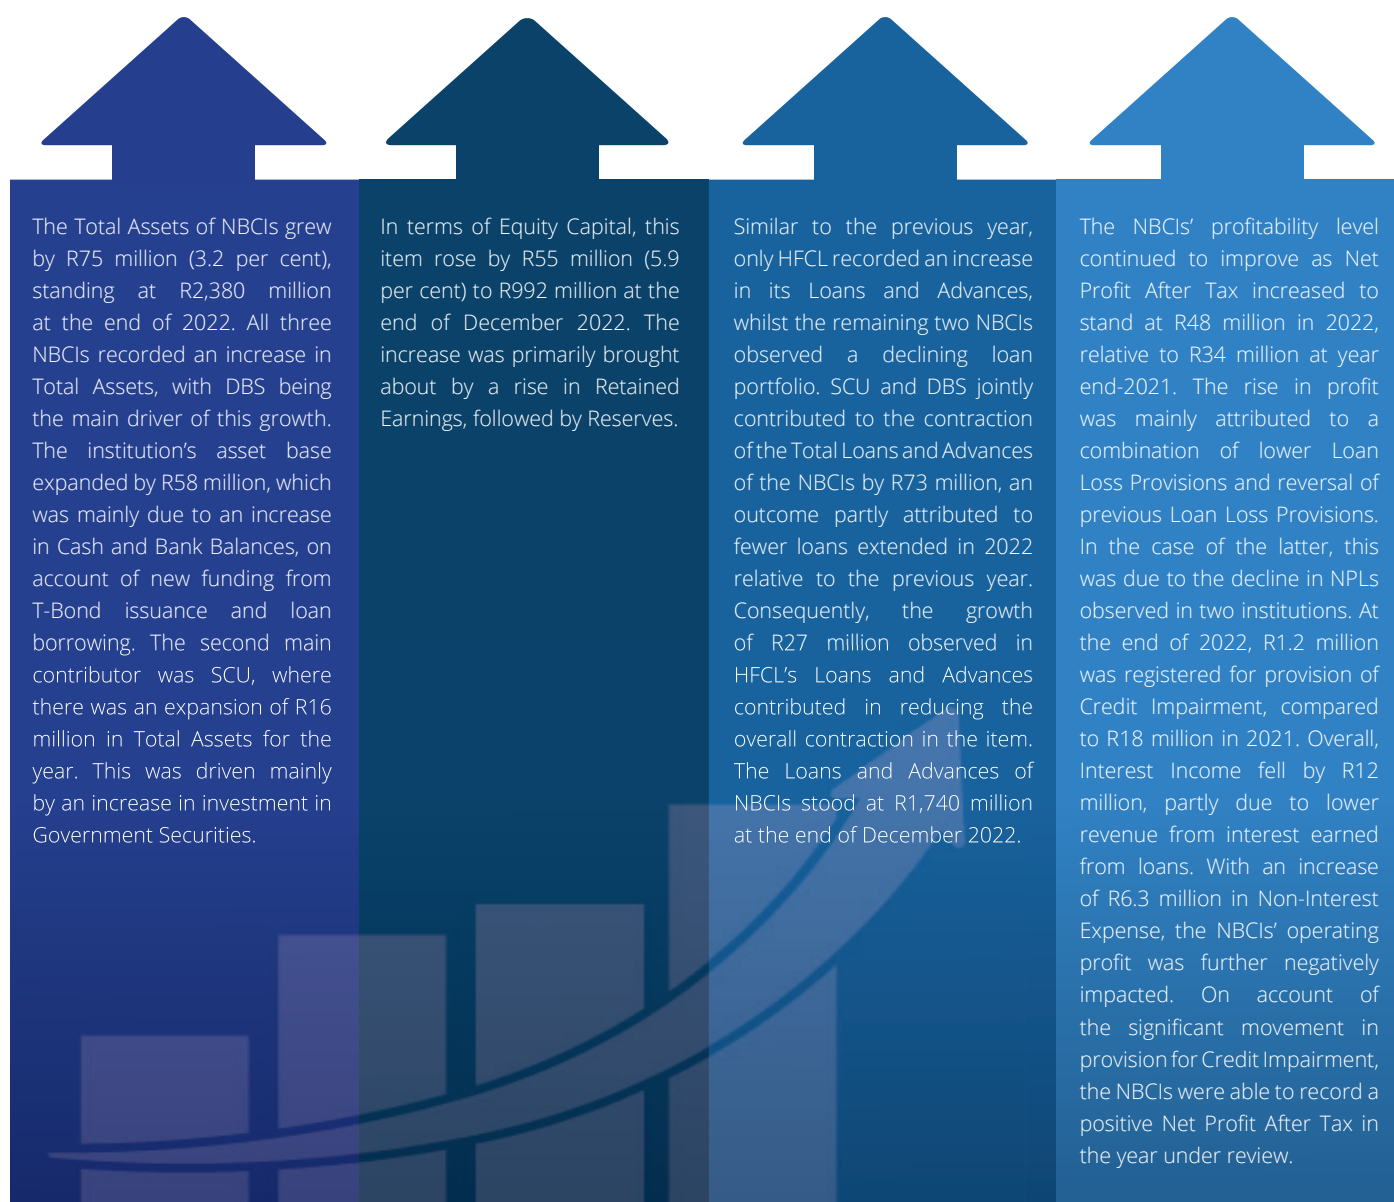 The Total Assets of NBCIs grew
by R75 million (3.2 per cent),
standing at R2,380 million
at the end of 2022. All three
NBCIs recorded an increase in
Total Assets, with DBS being
the main driver of this growth.
The institution’s asset base
expanded by R58 million, which
was mainly due to an increase
in Cash and Bank Balances, on
account of new funding from
T-Bond issuance and loan
borrowing. The second main
contributor was SCU, where
there was an expansion of R16
million in Total Assets for the
year. This was driven mainly
by an increase in investment in
Government Securities.
In terms of Equity Capital, this
item rose by R55 million (5.9
per cent) to R992 million at the
end of December 2022. The
increase was primarily brought
about by a rise in Retained
Earnings, followed by Reserves.
Similar to the previous year,
only HFCL recorded an increase
in its Loans and Advances,
whilst the remaining two NBCIs
observed a declining loan
portfolio. SCU and DBS jointly
contributed to the contraction
of the Total Loans and Advances
of the NBCIs by R73 million, an
outcome partly attributed to
fewer loans extended in 2022
relative to the previous year.
Consequently, the growth
of R27 million observed in
HFCL’s Loans and Advances
contributed in reducing the
overall contraction in the item.
The Loans and Advances of
NBCIs stood at R1,740 million
at the end of December 2022.
The NBCIs’ profitability level
continued to improve as Net
Profit After Tax increased to
stand at R48 million in 2022,
relative to R34 million at year
end-2021. The rise in profit
was mainly attributed to a
combination of lower Loan
Loss Provisions and reversal of
previous Loan Loss Provisions.
In the case of the latter, this
was due to the decline in NPLs
observed in two institutions. At
the end of 2022, R1.2 million
was registered for provision of
Credit Impairment, compared
to R18 million in 2021. Overall,
Interest Income fell by R12
million, partly due to lower
revenue from interest earned
from loans. With an increase
of R6.3 million in Non-Interest
Expense, the NBCIs’ operating
profit was further negatively
impacted. On account of
the significant movement in
provision for Credit Impairment,
the NBCIs were able to record a
positive Net Profit After Tax in
the year under review.